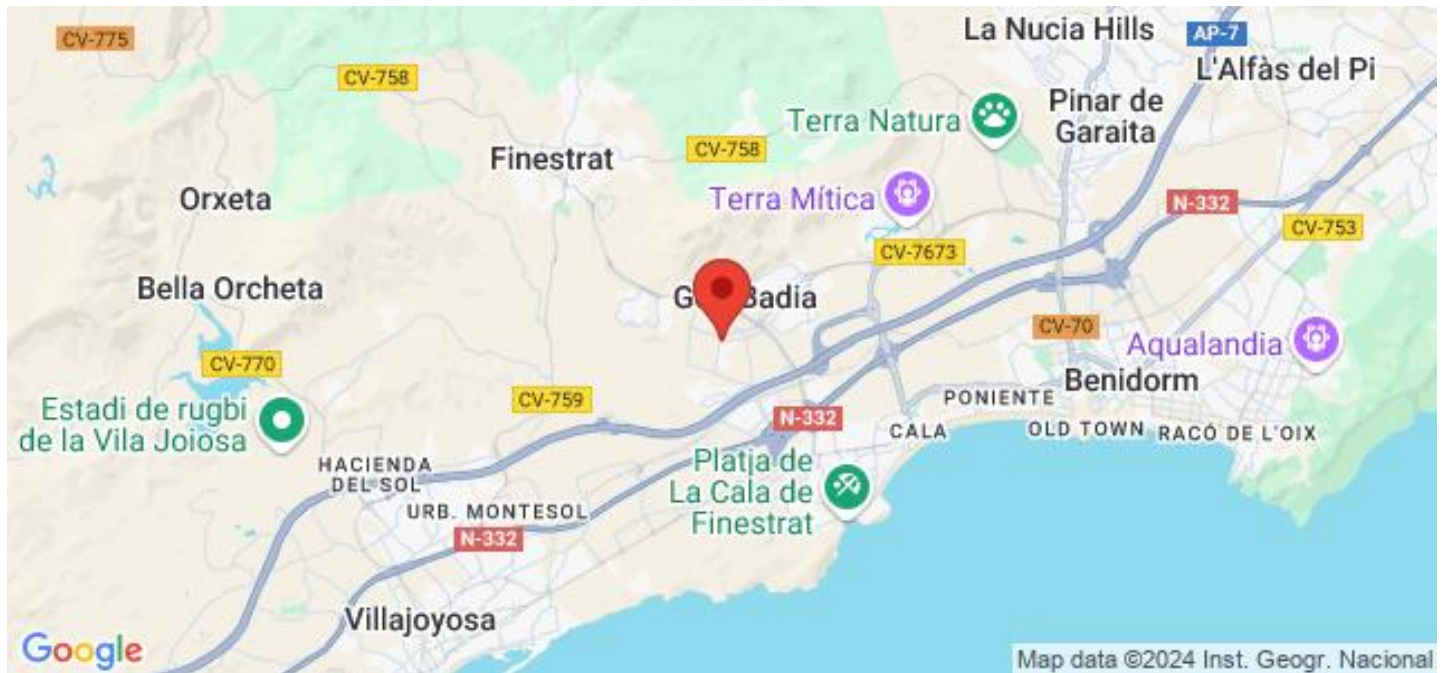 CV-775
La Nucia Hills
AP-7
CV-758
L'Alfàs del Pi
Terra Natura
Pinar de
Garaita
Finestrat
CV-758
Orxeta
Terra Mítica
N-332
CV-753
CV-7673
Bella Orcheta
Badia
CV-70
Aqualandia
CV-770
Benidorm
CV-759
Estadi de rugbi
de la Vila Joiosa
PONIENTE
N-332
CALA
OLD TOWN
RACÓ DE L'OIX
HACIENDA
DEL SOL
Platja de
La Cala de
Finestrat
URB. MONTESOL
N-332
Villajoyosa
Google
Map data ©2024 Inst. Geogr. Nacional